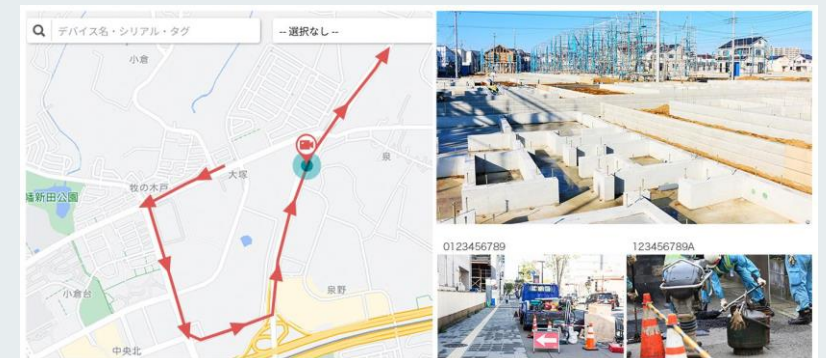 デバイス名・シリアル・タグ
-- 選択なし --
小倉
泉
大塚
牧の木戸
番新田公園
小倉台
泉野
中央北
0123456789
123456789A